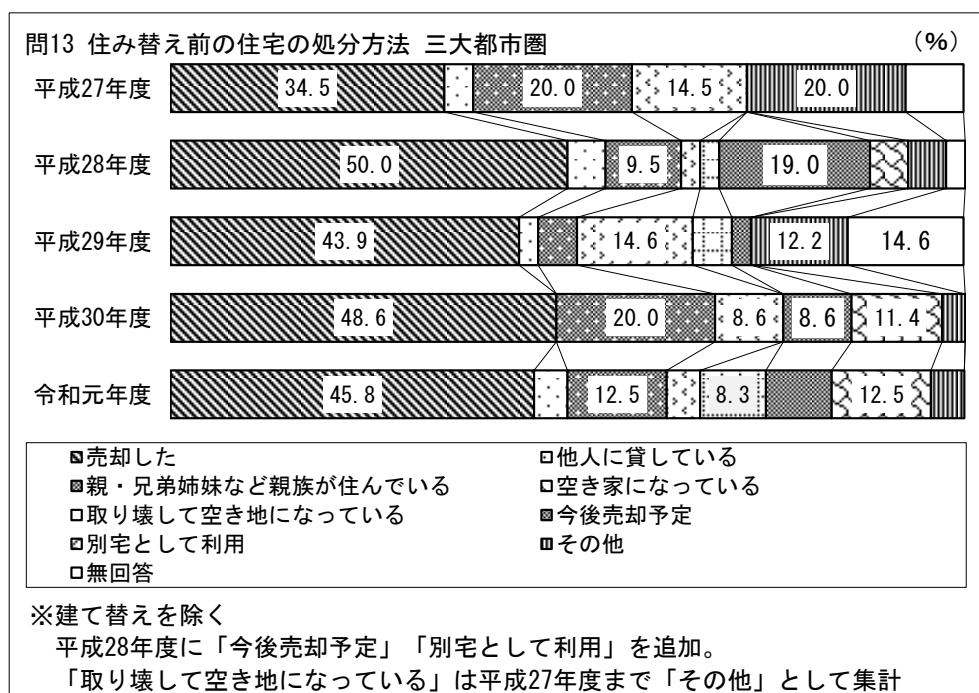 問13 住み替え前の住宅の処分方法 三大都市圏 (%)
平成27年度 34.5 20.0 14.5 20.0
平成28年度 50.0 9.5 19.0
平成29年度 43.9 14.6 12.2 14.6
平成30年度 48.6 20.0 8.6 8.6 11.4
令和元年度 45.8 12.5 8.3 12.5
売却した 他人に貸している
親・兄弟姉妹など親族が住んでいる 空き家になっている
取り壊して空き地になっている 今後売却予定
別宅として利用 その他
無回答
※建て替えを除く
平成28年度に「今後売却予定」「別宅として利用」を追加。
「取り壊して空き地になっている」は平成27年度まで「その他」として集計